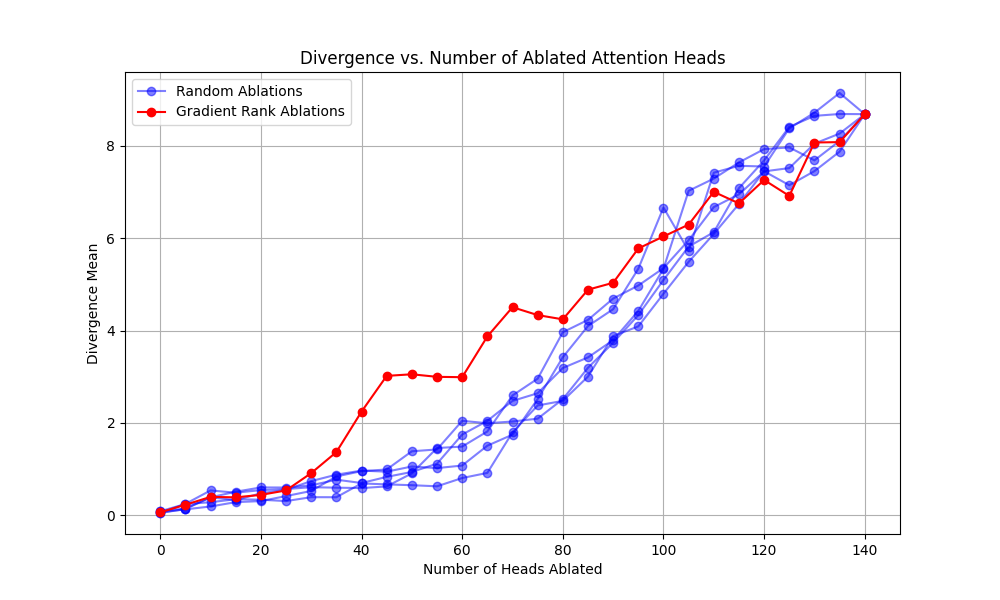 Divergence vs. Number of Ablated Attention Heads
Random Ablations
Gradient Rank Ablations
Divergence Mean
8
6
4
2
0
0 20 40 60 80 100 120 140
Number of Heads Ablated